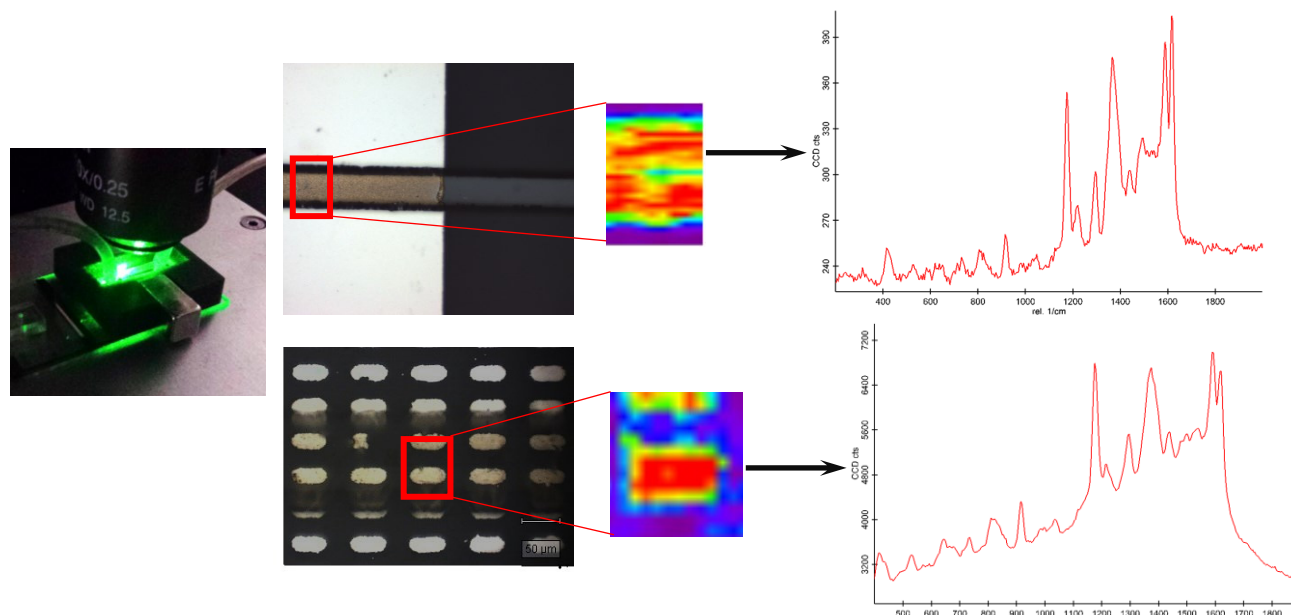 0X/0.25
WD 12.5
E P
50 µm
CCD cts
390
360
330
300
270
240
400 600 800 1000 1200 1400 1600 1800
rel. 1/cm
CCD cts
7200
6400
5600
4800
4000
3200
500 600 700 800 900 1000 1100 1200 1300 1400 1500 1600 1700 1800